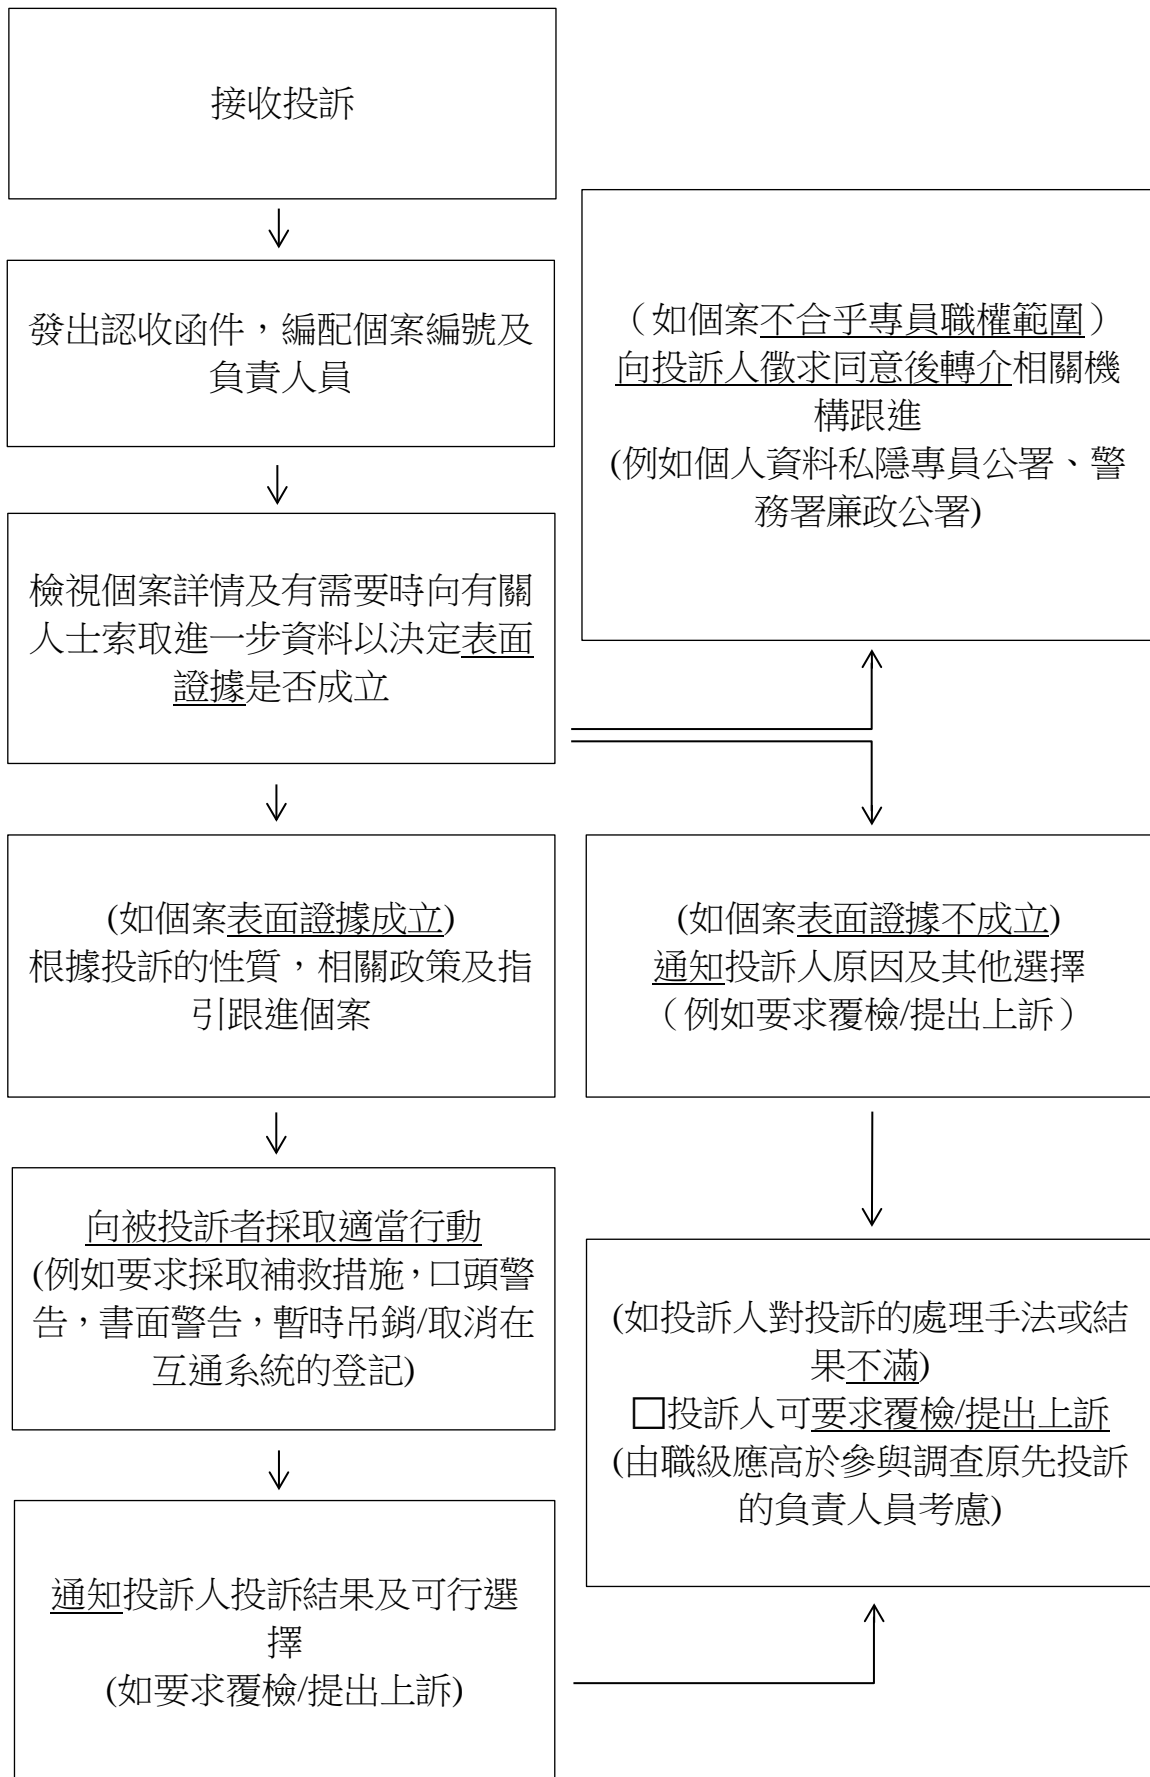 接收投訴
發出認收函件，編配個案編號及
負責人員
檢視個案詳情及有需要時向有關
人士索取進一步資料以決定表面
證據是否成立
（如個案不合乎專員職權範圍）
向投訴人徵求同意後轉介相關機
構跟進
(例如個人資料私隱專員公署、警
務署廉政公署)
(如個案表面證據成立)
根據投訴的性質，相關政策及指
引跟進個案
(如個案表面證據不成立)
通知投訴人原因及其他選擇
（例如要求覆檢/提出上訴）
向被投訴者採取適當行動
(例如要求採取補救措施，口頭警
告，書面警告，暫時吊銷/取消在
互通系統的登記)
通知投訴人投訴結果及可行選
擇
(如要求覆檢/提出上訴)
(如投訴人對投訴的處理手法或結
果不滿)
□投訴人可要求覆檢/提出上訴
(由職級應高於參與調查原先投訴
的負責人員考慮)